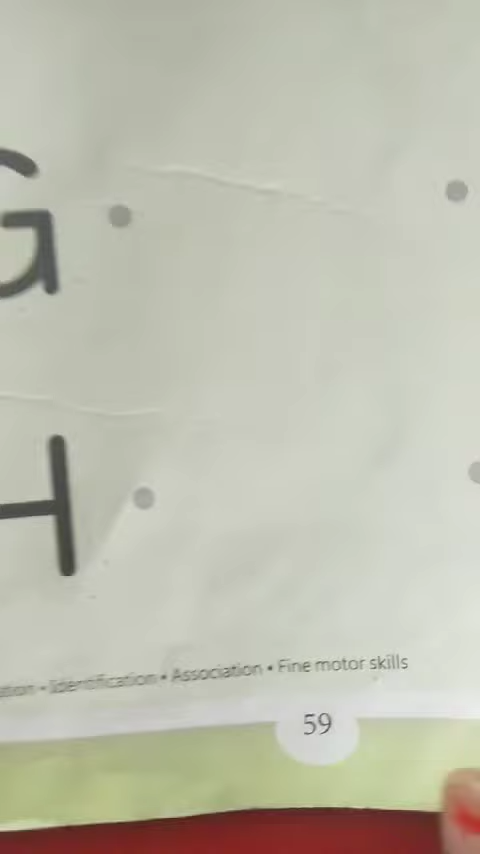 G
H
Identification • Association • Fine motor skills
59